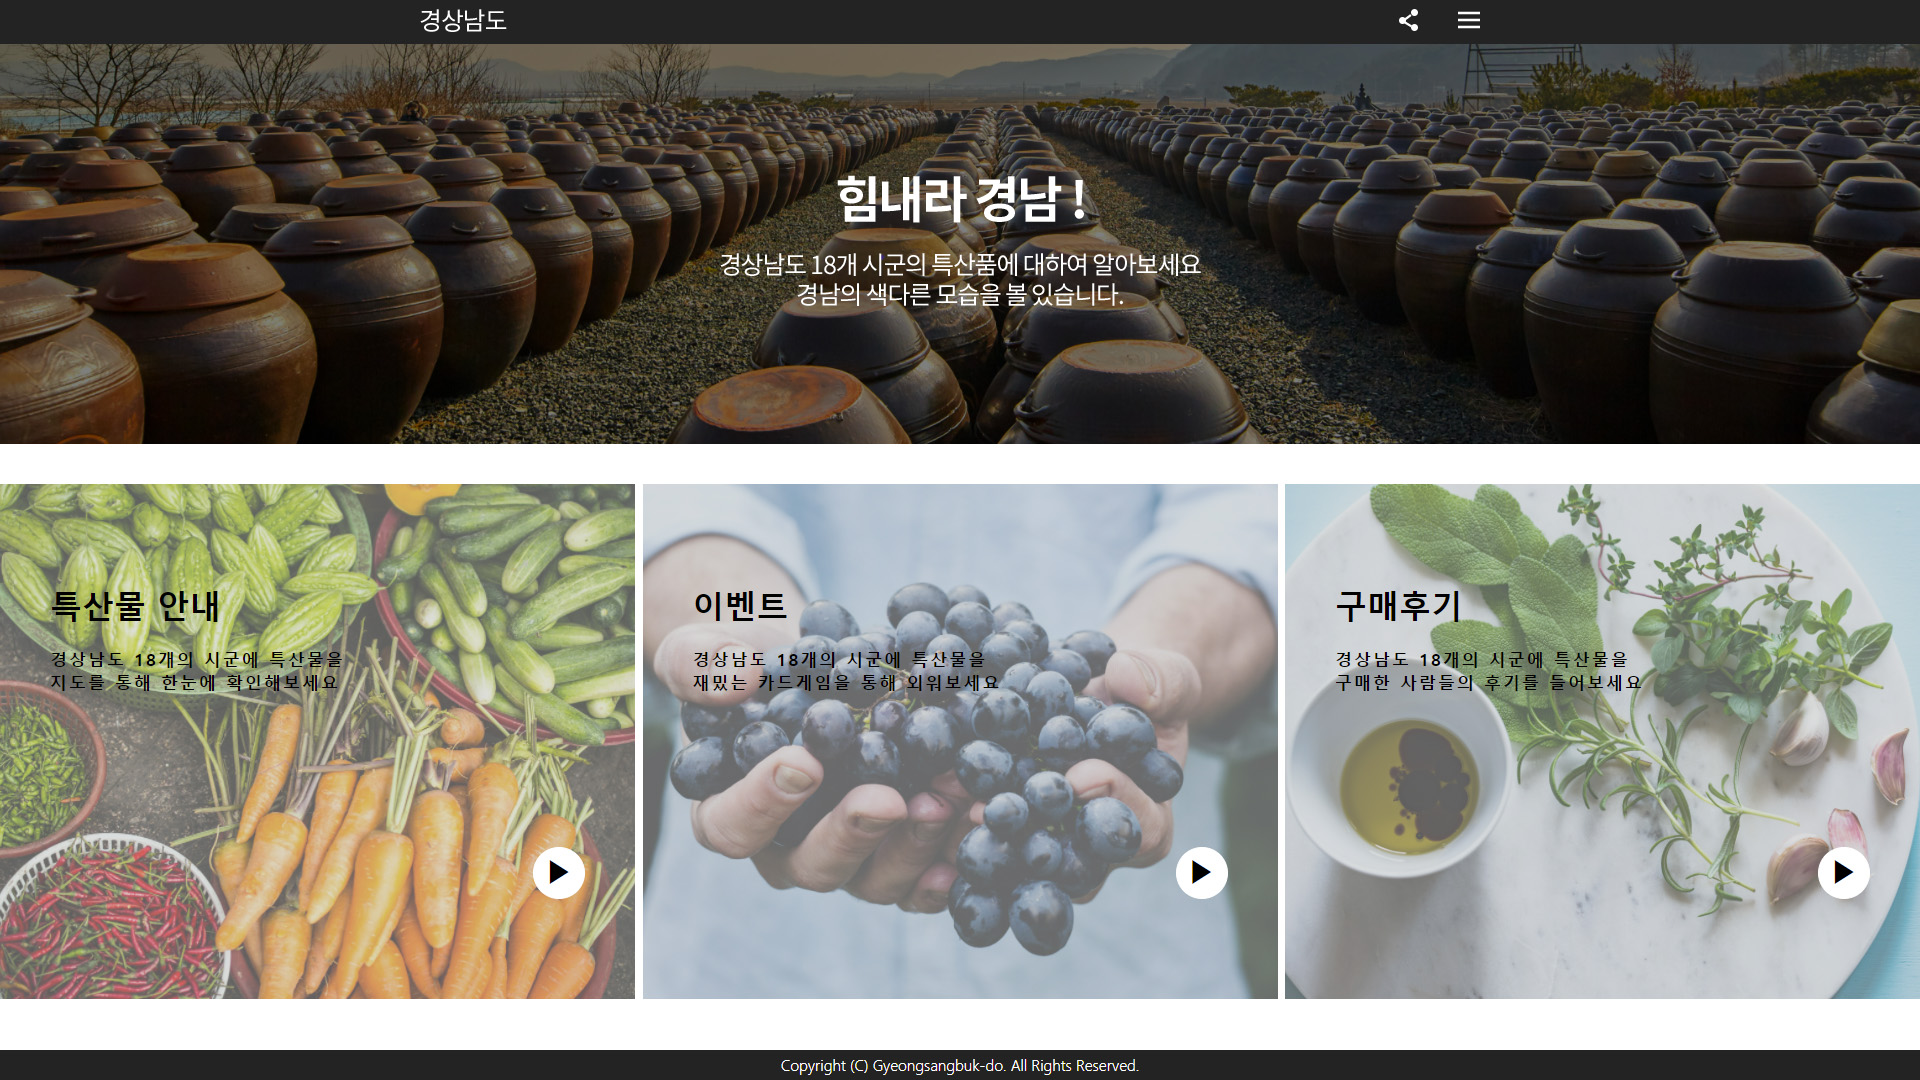 경상남도
힘내라 경남 !
경상남도 18개 시군의 특산품에 대하여 알아보세요
경남의 색다른 모습을 볼 있습니다.
특산물 안내
경상남도 18개의 시군에 특산물을
지도를 통해 한눈에 확인해보세요
이벤트
경상남도 18개의 시군에 특산물을
재밌는 카드게임을 통해 외워보세요
구매후기
경상남도 18개의 시군에 특산물을
구매한 사람들의 후기를 들어보세요
Copyright (C) Gyeongsangbuk-do. All Rights Reserved.